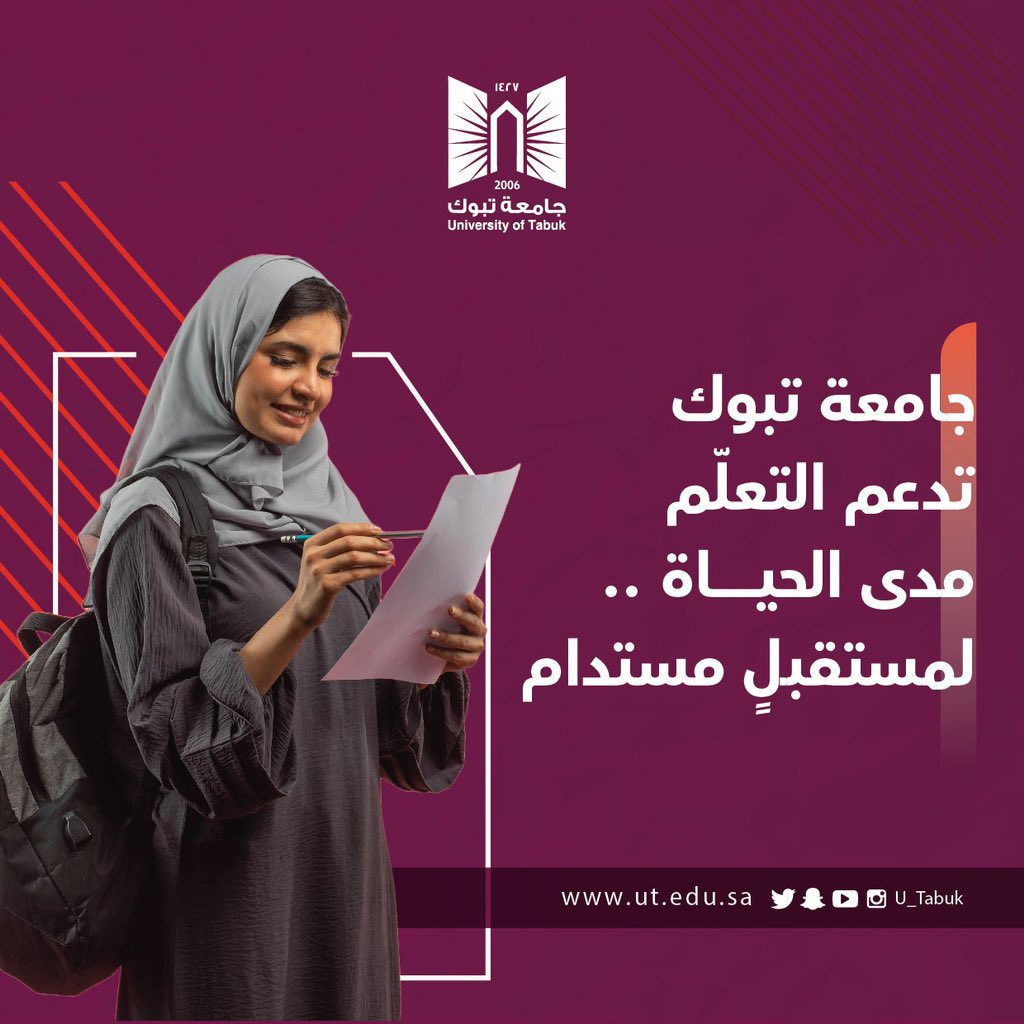 ١٤٢٧
2006
جامعة تبوك
University of Tabuk
جامعة تبوك
تدعم التعلّم
مدى الحيـــاة ..
لمستقبلٍ مستدام
www.ut.edu.sa U_Tabuk